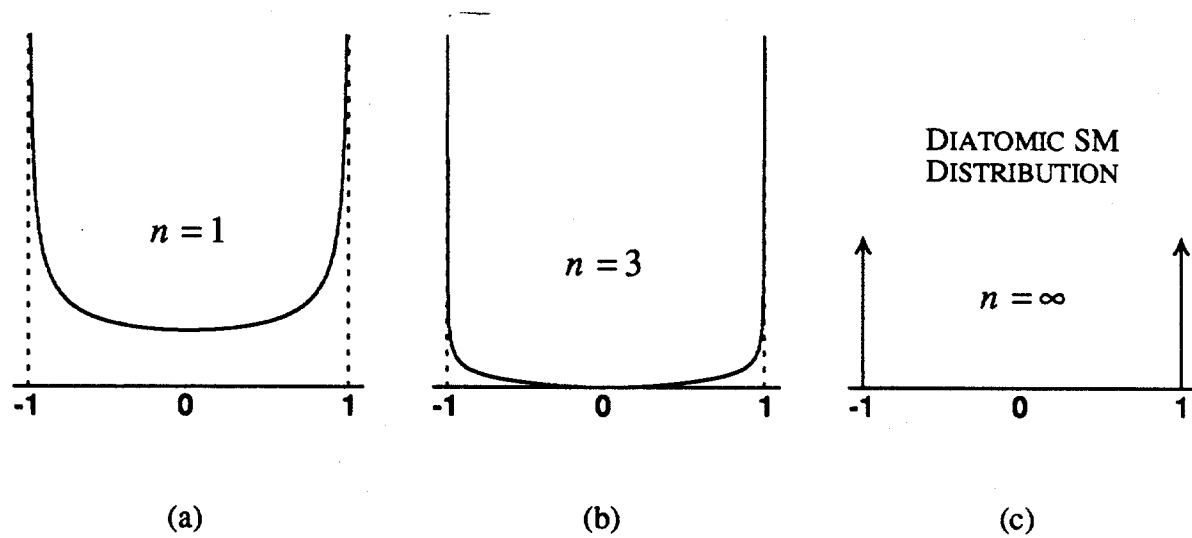 n = 1
-1 0 1
(a)
n = 3
-1 0 1
(b)
DIATOMIC SM
DISTRIBUTION
n = ∞
-1 0 1
(c)